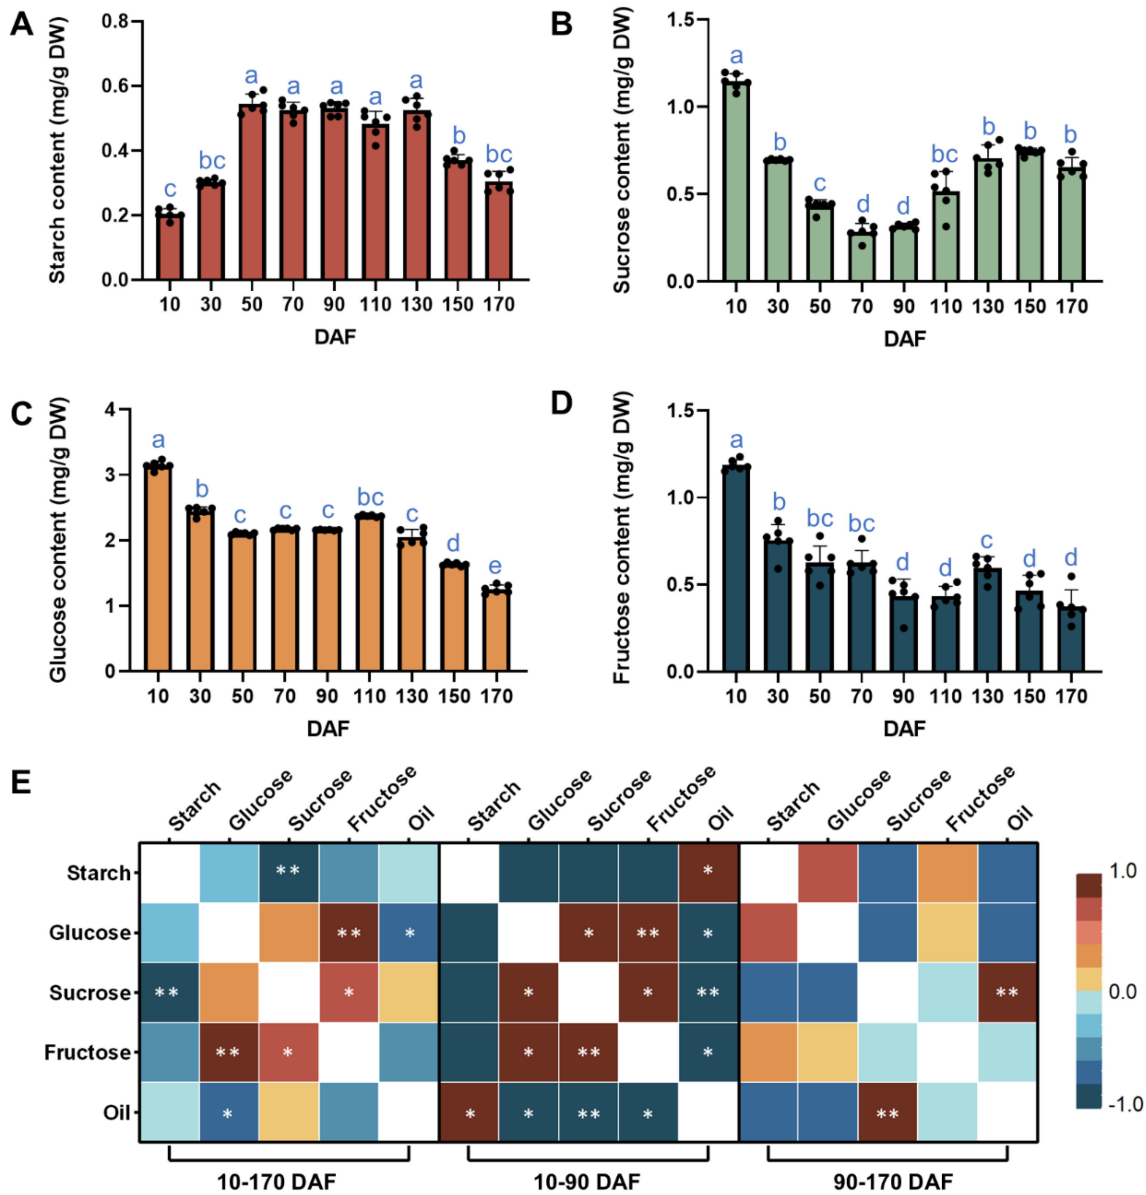 A
Starch content (mg/g DW)
0.8
0.6
0.4
0.2
0.0
c bc a a a a a b bc
10 30 50 70 90 110 130 150 170
DAF
B
Sucrose content (mg/g DW)
1.5
1.0
0.5
0.0
a b c d d bc b b b
10 30 50 70 90 110 130 150 170
DAF
C
Glucose content (mg/g DW)
4
3
2
1
0
a b c c c bc c d e
10 30 50 70 90 110 130 150 170
DAF
D
Fructose content (mg/g DW)
1.5
1.0
0.5
0.0
a b bc bc d d c d d
10 30 50 70 90 110 130 150 170
DAF
E
Starch Glucose Sucrose Fructose Oil Starch Glucose Sucrose Fructose Oil Starch Glucose Sucrose Fructose Oil
Starch ** *
Glucose ** * * ** *
Sucrose ** * * * ** **
Fructose ** * * ** *
Oil * * * ** * **
10-170 DAF 10-90 DAF 90-170 DAF
1.0
0.0
-1.0